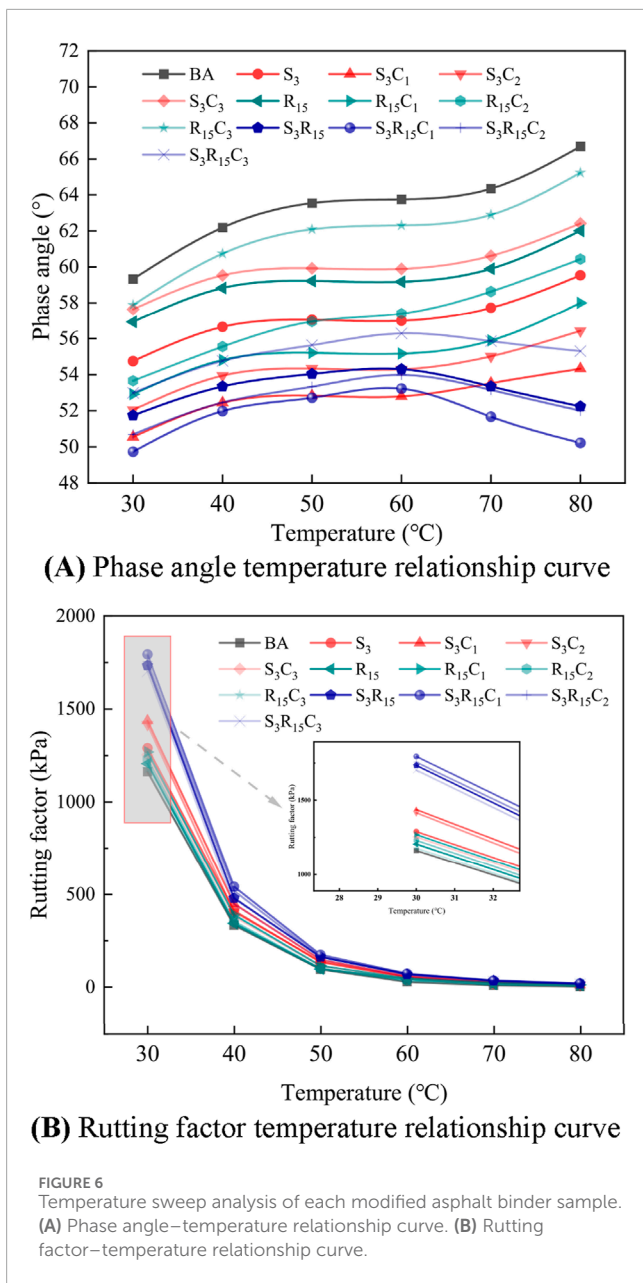 72
70
68
66
64
62
60
58
56
54
52
50
48
Phase angle (°)
BA S₃ S₃C₁ S₃C₂
S₃C₃ R₁₅ R₁₅C₁ R₁₅C₂
R₁₅C₃ S₃R₁₅ S₃R₁₅C₁ S₃R₁₅C₂
S₃R₁₅C₃
30 40 50 60 70 80
Temperature (℃)
(A) Phase angle temperature relationship curve
2000
1500
1000
500
0
Rutting factor (kPa)
BA S₃ S₃C₁ S₃C₂
S₃C₃ R₁₅ R₁₅C₁ R₁₅C₂
R₁₅C₃ S₃R₁₅ S₃R₁₅C₁ S₃R₁₅C₂
S₃R₁₅C₃
1500
1000
Rutting factor (kPa)
28 29 30 31 32
Temperature (℃)
30 40 50 60 70 80
Temperature (℃)
(B) Rutting factor temperature relationship curve
FIGURE 6
Temperature sweep analysis of each modified asphalt binder sample.
(A) Phase angle–temperature relationship curve. (B) Rutting
factor–temperature relationship curve.